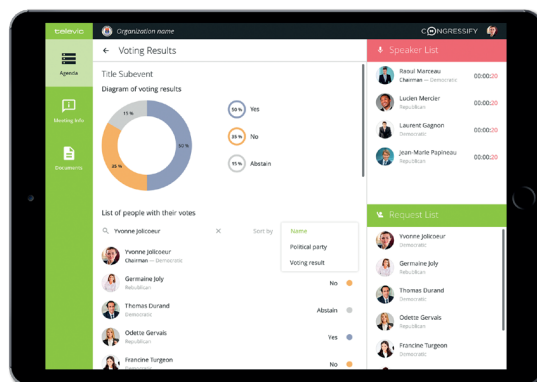 televic
Organization name
CONGRESSIFY
Agenda
Meeting Info
Documents
← Voting Results
Title Subevent
Diagram of voting results
15 %
50 %
35 %
50 %
Yes
35 %
No
15 %
Abstain
List of people with their votes
Yvonne Jolicoeur
Sort by
Name
Political party
Voting result
Yvonne Jolicoeur
Chairman — Democratic
Germaine Joly
Republican
No
Thomas Durand
Democratic
Abstain
Odette Gervais
Republican
Yes
Francine Turgeon
Democratic
No
Speaker List
Raoul Marceau
Chairman — Democratic
00:00:20
Lucien Mercier
Republican
00:00:20
Laurent Gagnon
Democratic
00:00:20
Jean-Marie Papineau
Republican
00:00:20
Request List
Yvonne Jolicoeur
Democratic
Germaine Joly
Republican
Thomas Durand
Democratic
Odette Gervais
Republican
Francine Turgeon
Democratic